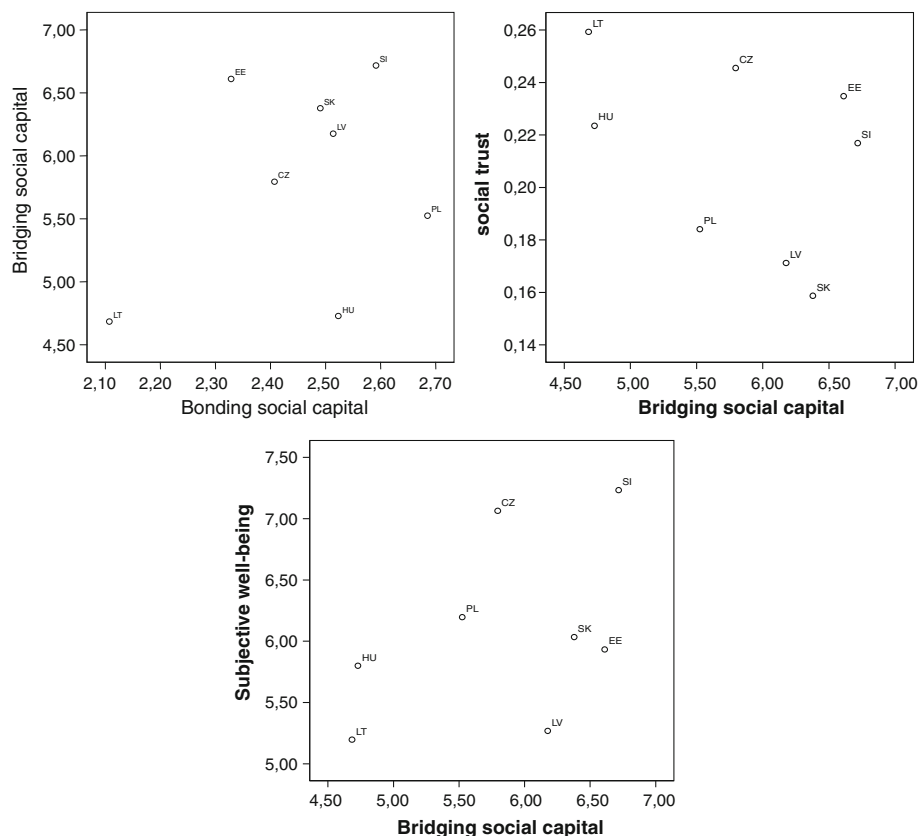 7,00
6,50
6,00
5,50
5,00
4,50
Bridging social capital
EE
SI
SK
LV
CZ
PL
LT
HU
2,10 2,20 2,30 2,40 2,50 2,60 2,70
Bonding social capital
0,26
0,24
0,22
0,20
0,18
0,16
0,14
social trust
LT
CZ
EE
HU
SI
PL
LV
SK
4,50 5,00 5,50 6,00 6,50 7,00
Bridging social capital
7,50
7,00
6,50
6,00
5,50
5,00
Subjective well-being
SI
CZ
PL
SK
EE
HU
LT
LV
4,50 5,00 5,50 6,00 6,50 7,00
Bridging social capital